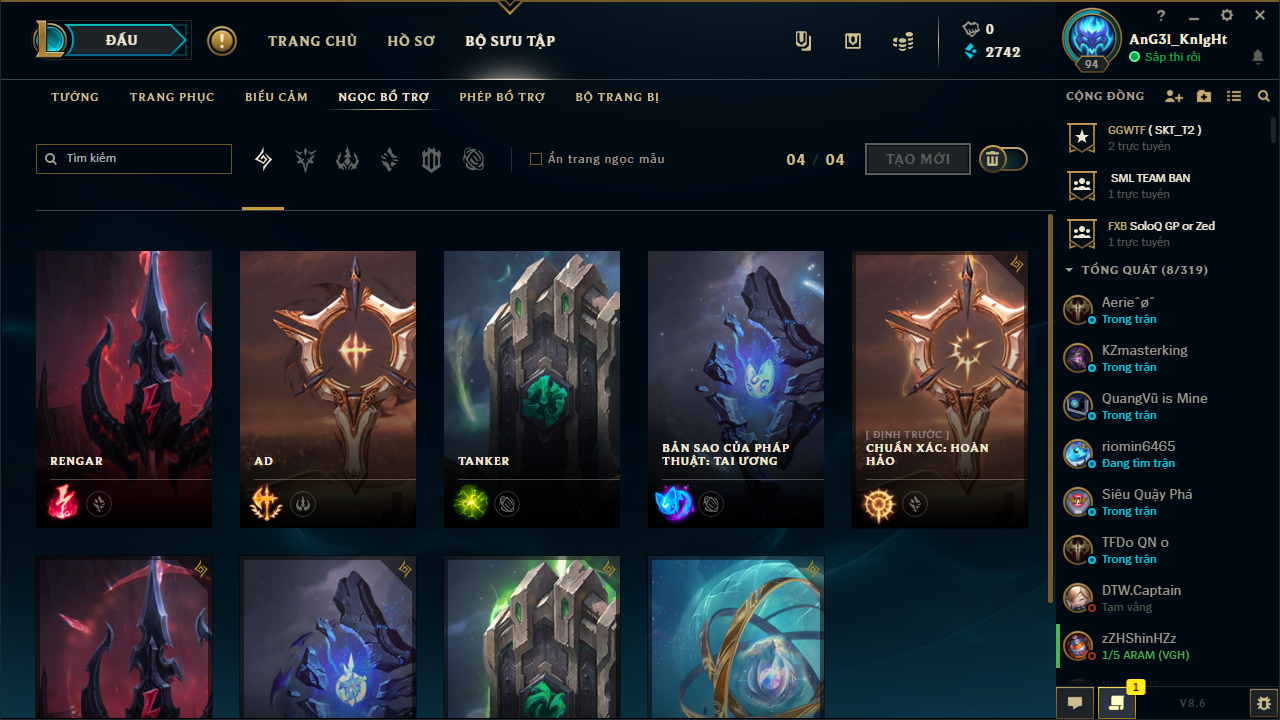 ĐẤU
TRANG CHỦ
HỒ SƠ
BỘ SƯU TẬP
0
2742
?
AnG3l_KnIgHt
Sắp thi rồi
94
TƯỚNG
TRANG PHỤC
BIỂU CẢM
NGỌC BỔ TRỢ
PHÉP BỔ TRỢ
BỘ TRANG BỊ
Tìm kiếm
Ẩn trang ngọc mẫu
04 / 04
TẠO MỚI
RENGAR
AD
TANKER
BẢN SAO CỦA PHÁP
THUẬT: TAI ƯƠNG
[ ĐỊNH TRƯỚC ]
CHUẨN XÁC: HOÀN
HẢO
CỘNG ĐỒNG
GGWTF ( SKT_T2 )
2 trực tuyến
SML TEAM BAN
1 trực tuyến
FXB SoloQ GP or Zed
1 trực tuyến
TỔNG QUÁT (8/319)
Aerieˆøˆ
Trong trận
KZmasterking
Trong trận
QuangVũ is Mine
Trong trận
riomin6465
Đang tìm trận
Siêu Quậy Phá
Trong trận
TFDo QN o
Trong trận
DTW.Captain
Tạm vắng
zZHShinHZz
1/5 ARAM (VGH)
1
V8.6